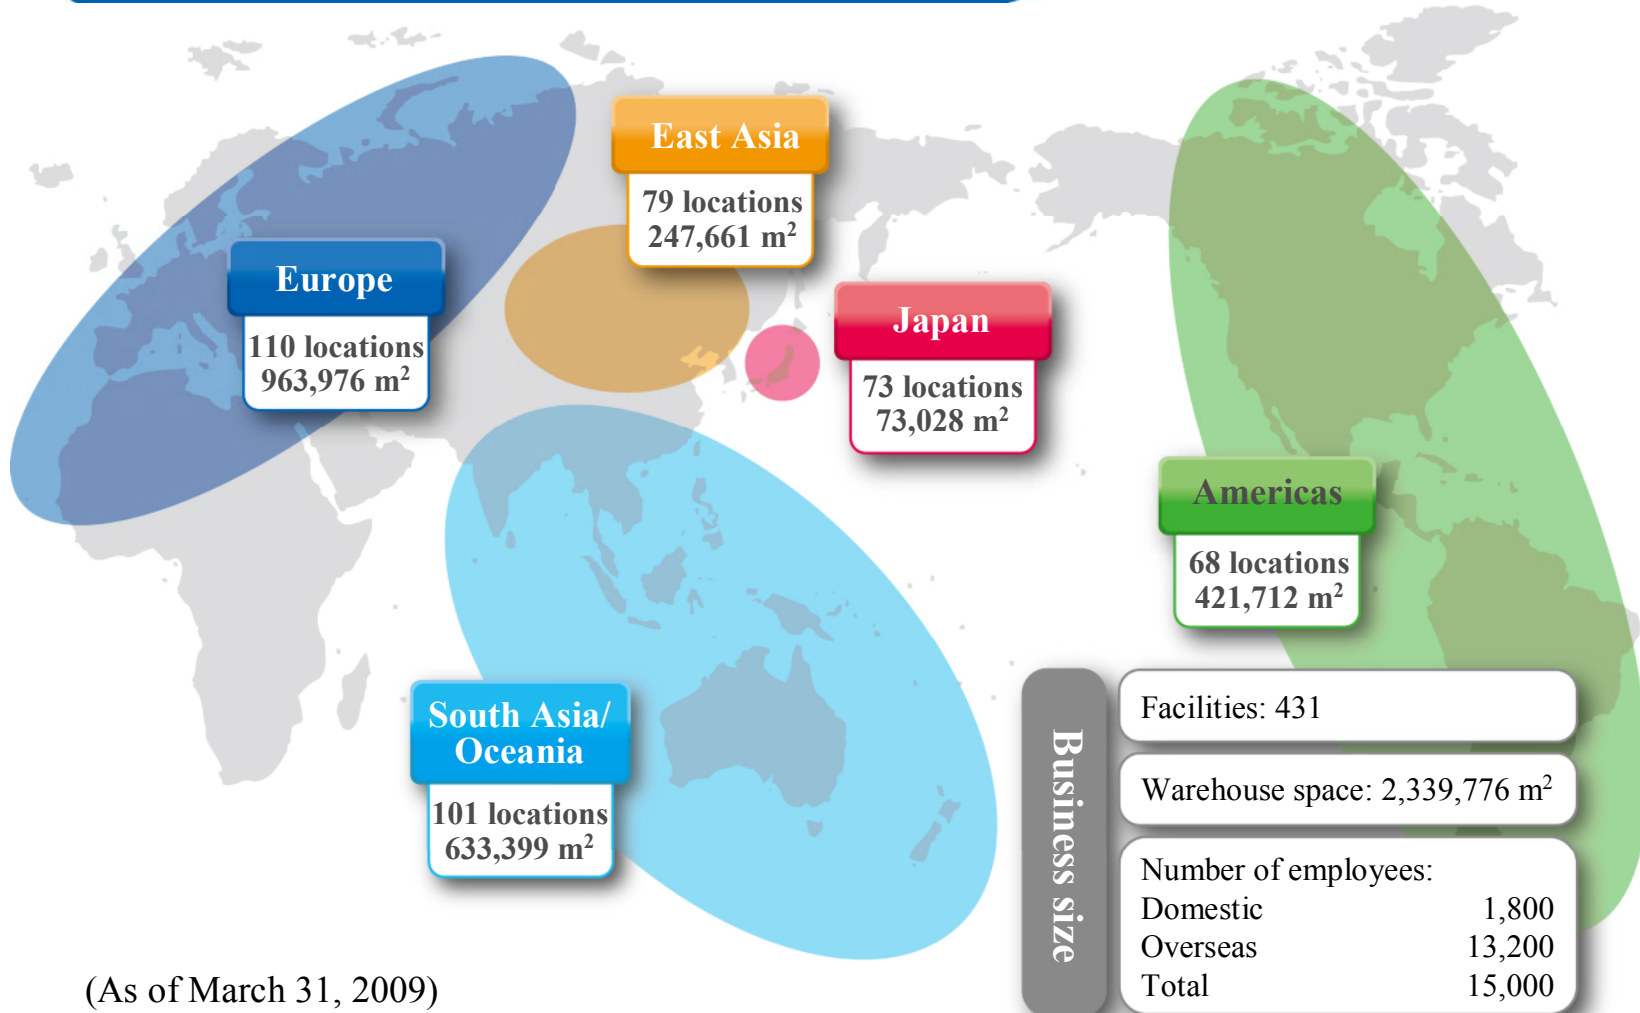 East Asia
79 locations
247,661 m²
Europe
110 locations
963,976 m²
Japan
73 locations
73,028 m²
Americas
68 locations
421,712 m²
South Asia/
Oceania
101 locations
633,399 m²
Business size
Facilities: 431
Warehouse space: 2,339,776 m²
Number of employees:
Domestic 1,800
Overseas 13,200
Total 15,000
(As of March 31, 2009)